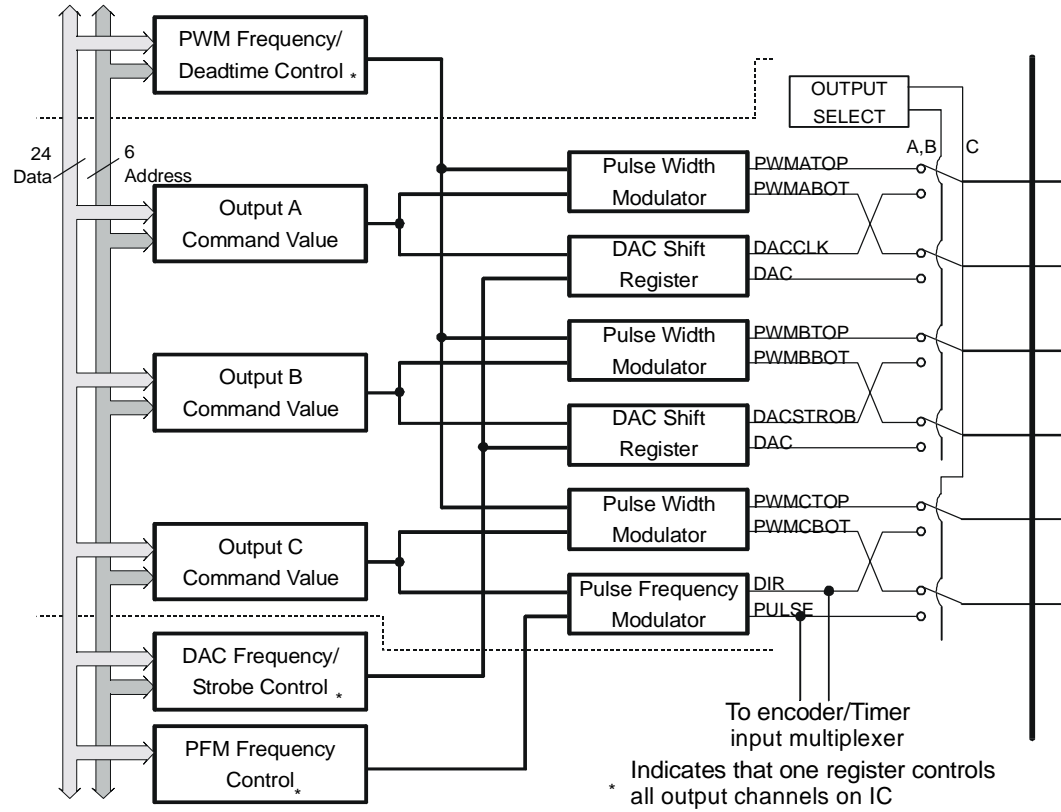 PWM Frequency/
Deadtime Control *
OUTPUT
SELECT
24
Data
6
Address
A,B
C
Output A
Command Value
Pulse Width
Modulator
PWMATOP
PWMABOT
DAC Shift
Register
DACCLK
DAC
Output B
Command Value
Pulse Width
Modulator
PWMBTOP
PWMBBOT
DAC Shift
Register
DACSTROB
DAC
Output C
Command Value
Pulse Width
Modulator
PWMCTOP
PWMCBOT
Pulse Frequency
Modulator
DIR
PULSE
DAC Frequency/
Strobe Control *
PFM Frequency
Control *
To encoder/Timer
input multiplexer
* Indicates that one register controls
all output channels on IC